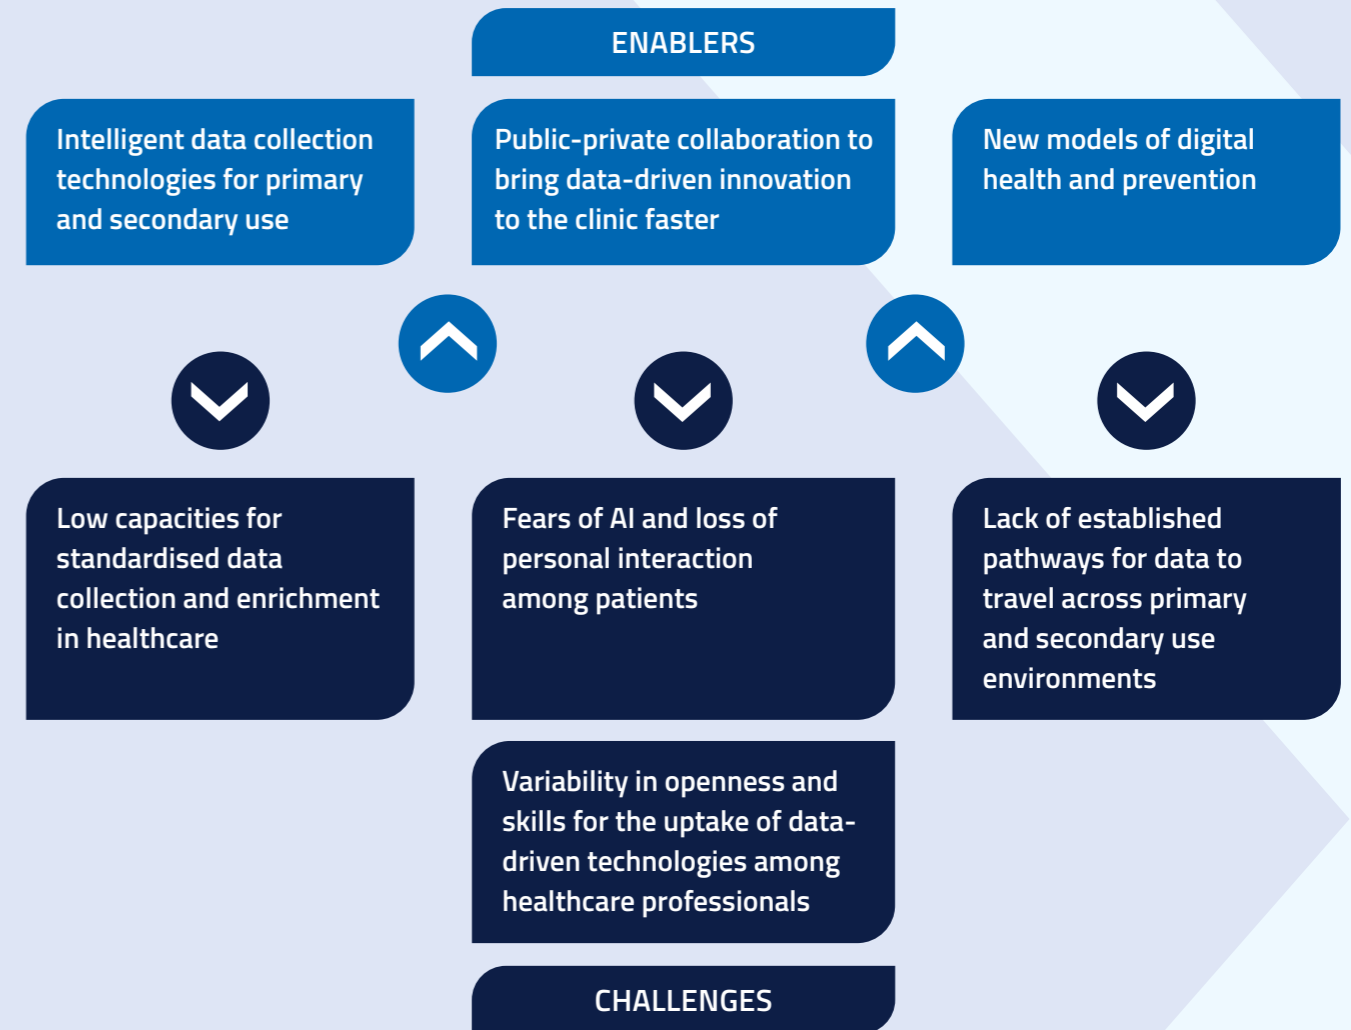 ENABLERS
Intelligent data collection
technologies for primary
and secondary use
Public-private collaboration to
bring data-driven innovation
to the clinic faster
New models of digital
health and prevention
Low capacities for
standardised data
collection and enrichment
in healthcare
Fears of AI and loss of
personal interaction
among patients
Lack of established
pathways for data to
travel across primary
and secondary use
environments
Variability in openness and
skills for the uptake of data-
driven technologies among
healthcare professionals
CHALLENGES